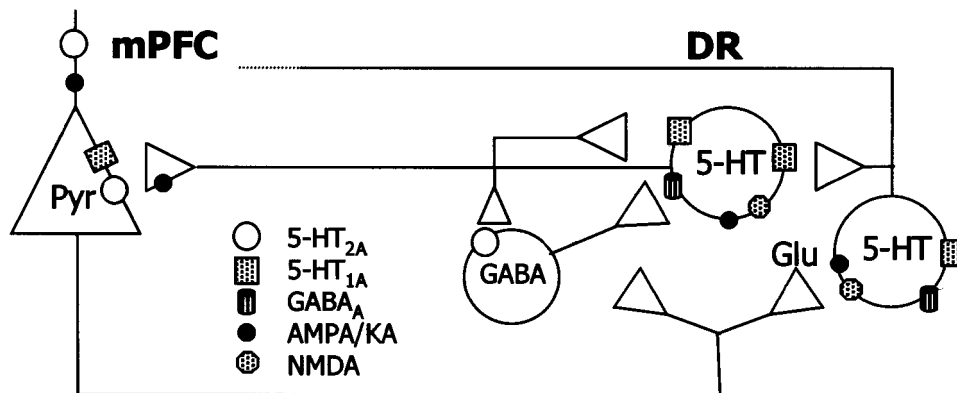 mPFC
DR
5-HT
Pyr
5-HT
Glu
GABA
5-HT2A
5-HT1A
GABAA
AMPA/KA
NMDA